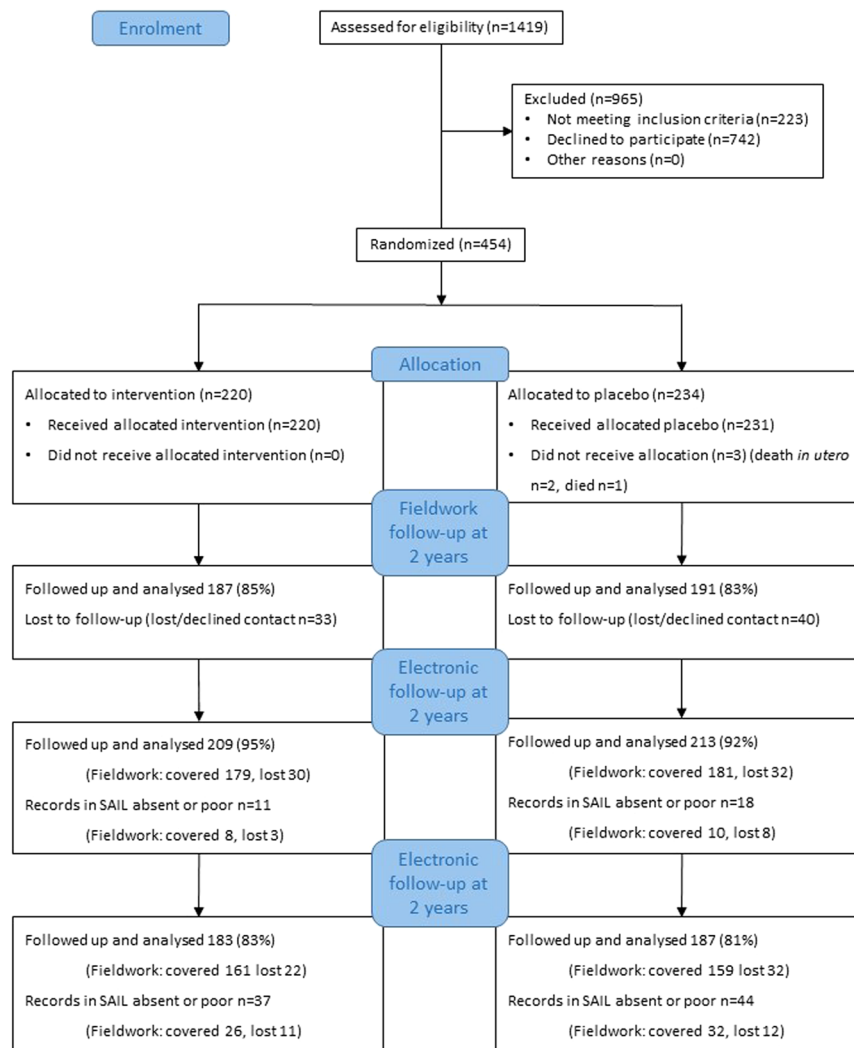 Enrolment
Assessed for eligibility (n=1419)
Excluded (n=965)
• Not meeting inclusion criteria (n=223)
• Declined to participate (n=742)
• Other reasons (n=0)
Randomized (n=454)
Allocation
Allocated to intervention (n=220)
• Received allocated intervention (n=220)
• Did not receive allocated intervention (n=0)
Allocated to placebo (n=234)
• Received allocated placebo (n=231)
• Did not receive allocation (n=3) (death in utero
n=2, died n=1)
Fieldwork
follow-up at
2 years
Followed up and analysed 187 (85%)
Lost to follow-up (lost/declined contact n=33)
Followed up and analysed 191 (83%)
Lost to follow-up (lost/declined contact n=40)
Electronic
follow-up at
2 years
Followed up and analysed 209 (95%)
(Fieldwork: covered 179, lost 30)
Records in SAIL absent or poor n=11
(Fieldwork: covered 8, lost 3)
Followed up and analysed 213 (92%)
(Fieldwork: covered 181, lost 32)
Records in SAIL absent or poor n=18
(Fieldwork: covered 10, lost 8)
Electronic
follow-up at
2 years
Followed up and analysed 183 (83%)
(Fieldwork: covered 161 lost 22)
Records in SAIL absent or poor n=37
(Fieldwork: covered 26, lost 11)
Followed up and analysed 187 (81%)
(Fieldwork: covered 159 lost 32)
Records in SAIL absent or poor n=44
(Fieldwork: covered 32, lost 12)